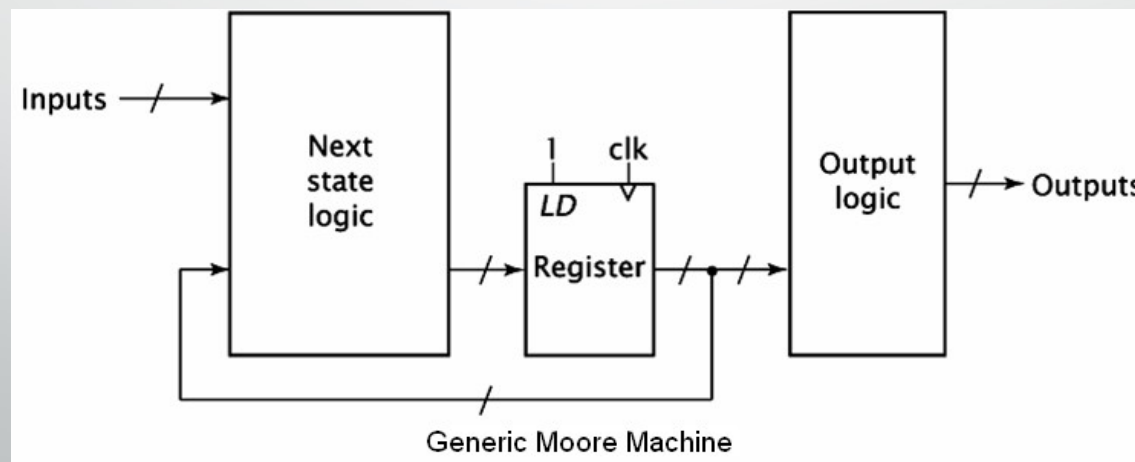 Inputs
Next
state
logic
1 clk
LD
Register
Output
logic
Outputs
Generic Moore Machine